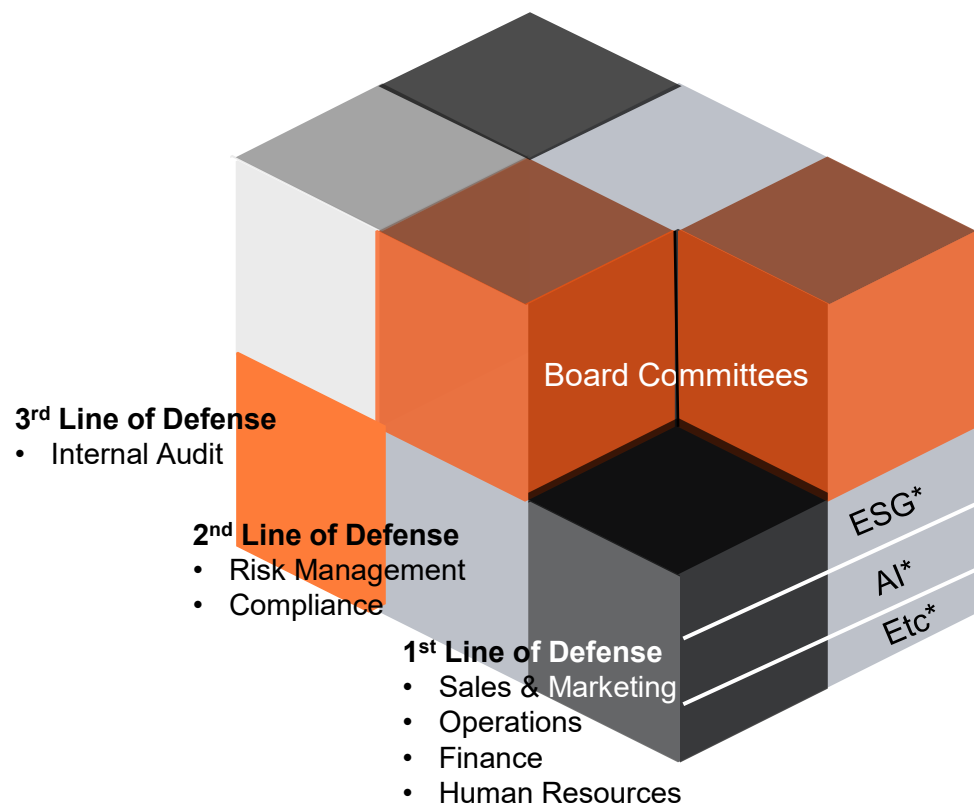 Board Committees
3rd Line of Defense
• Internal Audit
ESG*
2nd Line of Defense
• Risk Management
• Compliance
AI*
Etc*
1st Line of Defense
• Sales & Marketing
• Operations
• Finance
• Human Resources